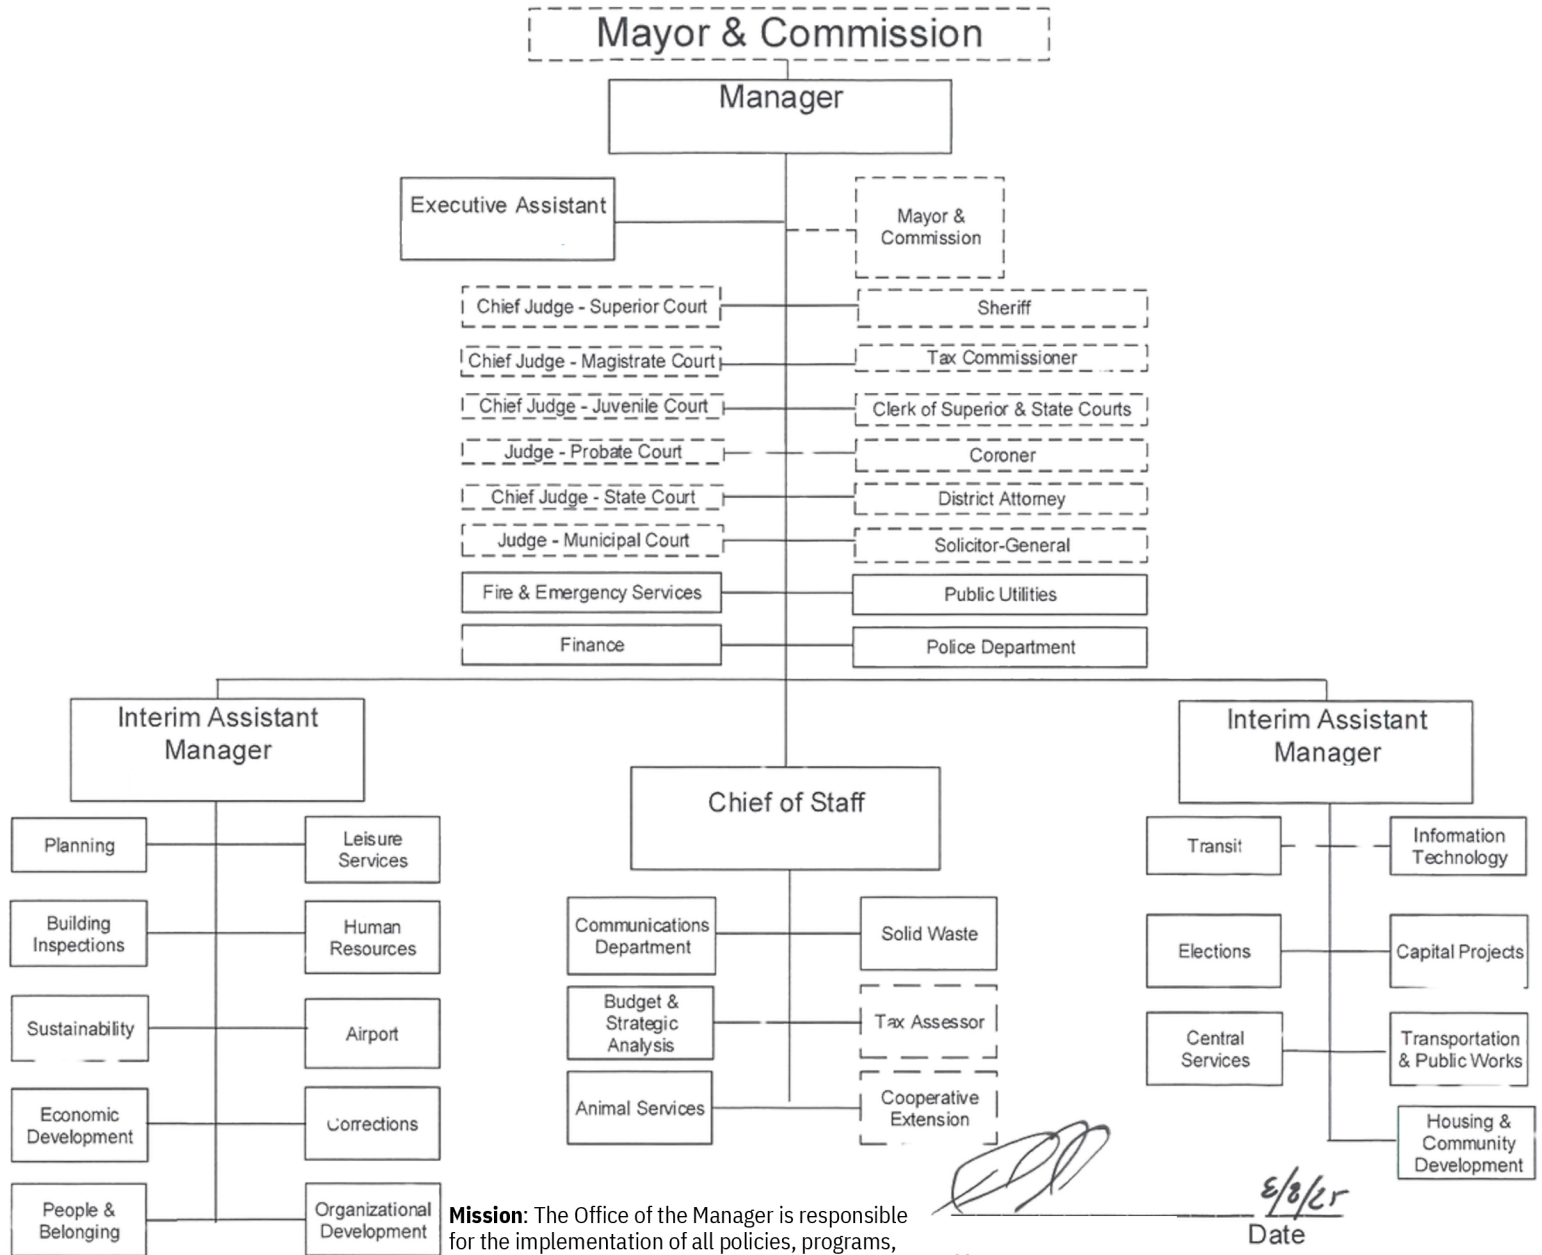 Mayor & Commission
Manager
Executive Assistant
Mayor &
Commission
Chief Judge - Superior Court
Sheriff
Chief Judge - Magistrate Court
Tax Commissioner
Chief Judge - Juvenile Court
Clerk of Superior & State Courts
Judge - Probate Court
Coroner
Chief Judge - State Court
District Attorney
Judge - Municipal Court
Solicitor-General
Fire & Emergency Services
Public Utilities
Finance
Police Department
Interim Assistant
Manager
Planning
Leisure
Services
Building
Inspections
Human
Resources
Sustainability
Airport
Economic
Development
Corrections
People &
Belonging
Organizational
Development
Chief of Staff
Communications
Department
Solid Waste
Budget &
Strategic
Analysis
Tax Assessor
Animal Services
Cooperative
Extension
Interim Assistant
Manager
Transit
Information
Technology
Elections
Capital Projects
Central
Services
Transportation
& Public Works
Housing &
Community
Development
Mission: The Office of the Manager is responsible
for the implementation of all policies, programs,
Date